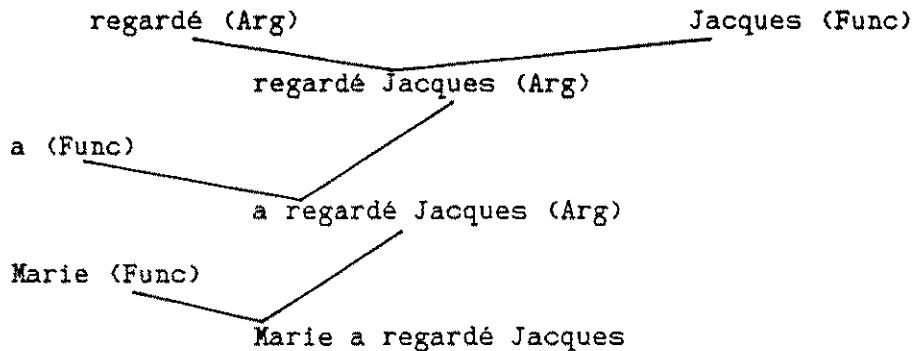 regardé (Arg) Jacques (Func)
regardé Jacques (Arg)
a (Func)
a regardé Jacques (Arg)
Marie (Func)
Marie a regardé Jacques